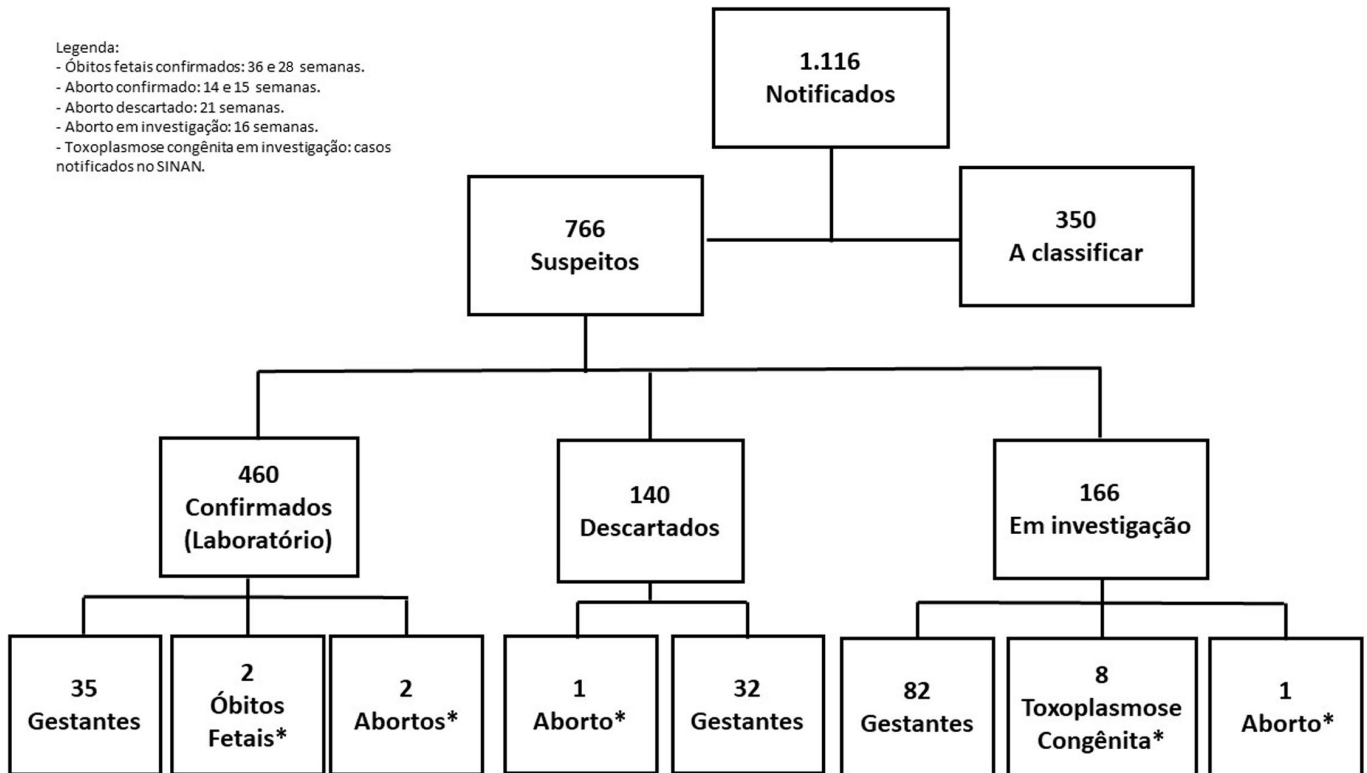 Legenda:
- Óbitos fetais confirmados: 36 e 28 semanas.
- Aborto confirmado: 14 e 15 semanas.
- Aborto descartado: 21 semanas.
- Aborto em investigação: 16 semanas.
- Toxoplasmose congênita em investigação: casos
notificados no SINAN.
1.116
Notificados
766
Suspeitos
350
A classificar
460
Confirmados
(Laboratório)
140
Descartados
166
Em investigação
35
Gestantes
2
Óbitos
Fetais*
2
Abortos*
1
Aborto*
32
Gestantes
82
Gestantes
8
Toxoplasmose
Congênita*
1
Aborto*